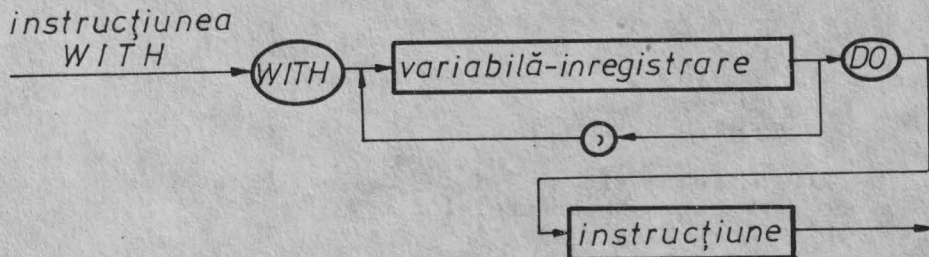 instrucţiunea
WITH
WITH
variabilă-inregistrare
DO
,
instrucţiune